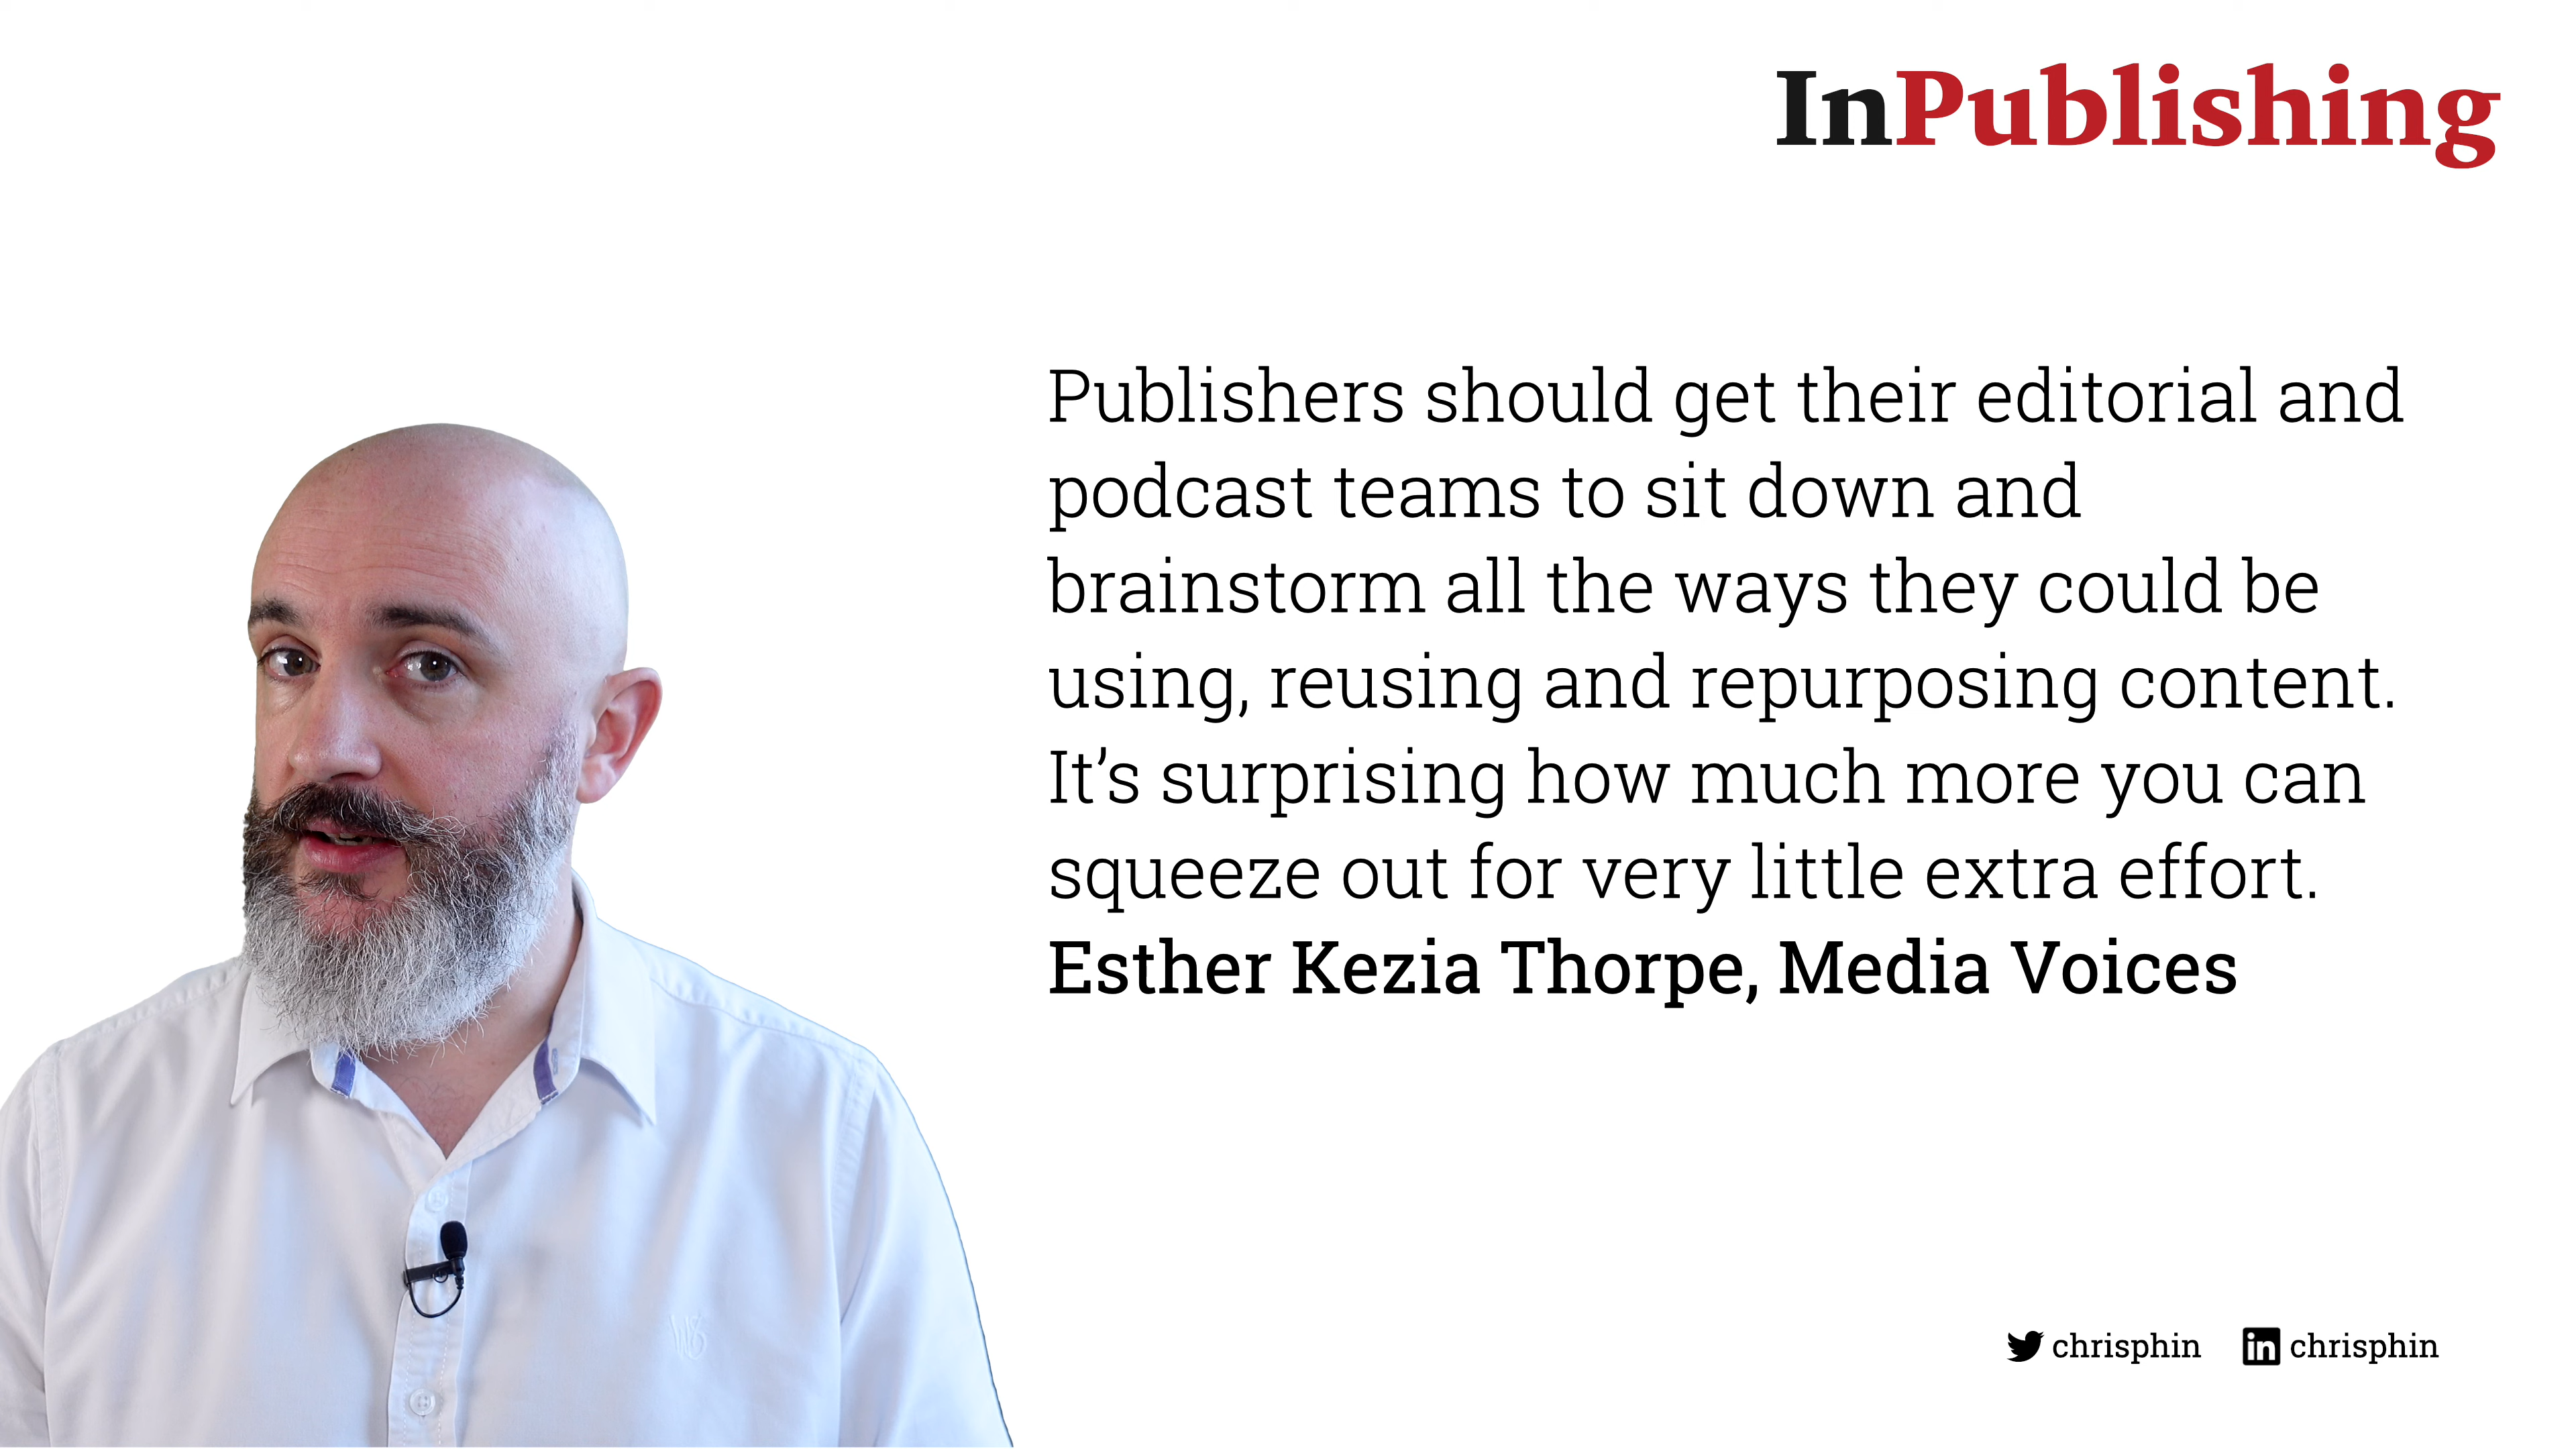 InPublishing
Publishers should get their editorial and
podcast teams to sit down and
brainstorm all the ways they could be
using, reusing and repurposing content.
It’s surprising how much more you can
squeeze out for very little extra effort.
Esther Kezia Thorpe, Media Voices
chrisphin in chrisphin